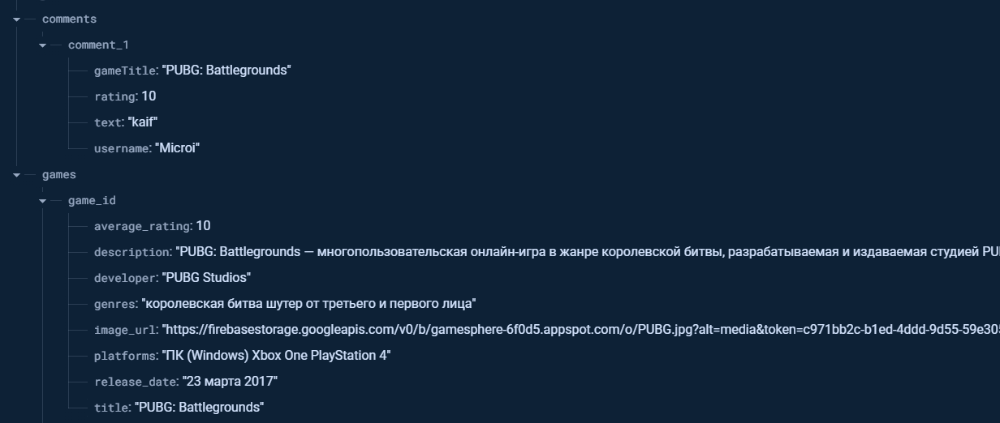 comments
comment_1
gameTitle: "PUBG: Battlegrounds"
rating: 10
text: "kaif"
username: "Microi"
games
game_id
average_rating: 10
description: "PUBG: Battlegrounds — многопользовательская онлайн-игра в жанре королевской битвы, разрабатываемая и издаваемая студией PU
developer: "PUBG Studios"
genres: "королевская битва шутер от третьего и первого лица"
image_url: "https://firebasestorage.googleapis.com/v0/b/gamesphere-6f0d5.appspot.com/o/PUBG.jpg?alt=media&token=c971bb2c-b1ed-4ddd-9d55-59e305
platforms: "ПК (Windows) Xbox One PlayStation 4"
release_date: "23 марта 2017"
title: "PUBG: Battlegrounds"